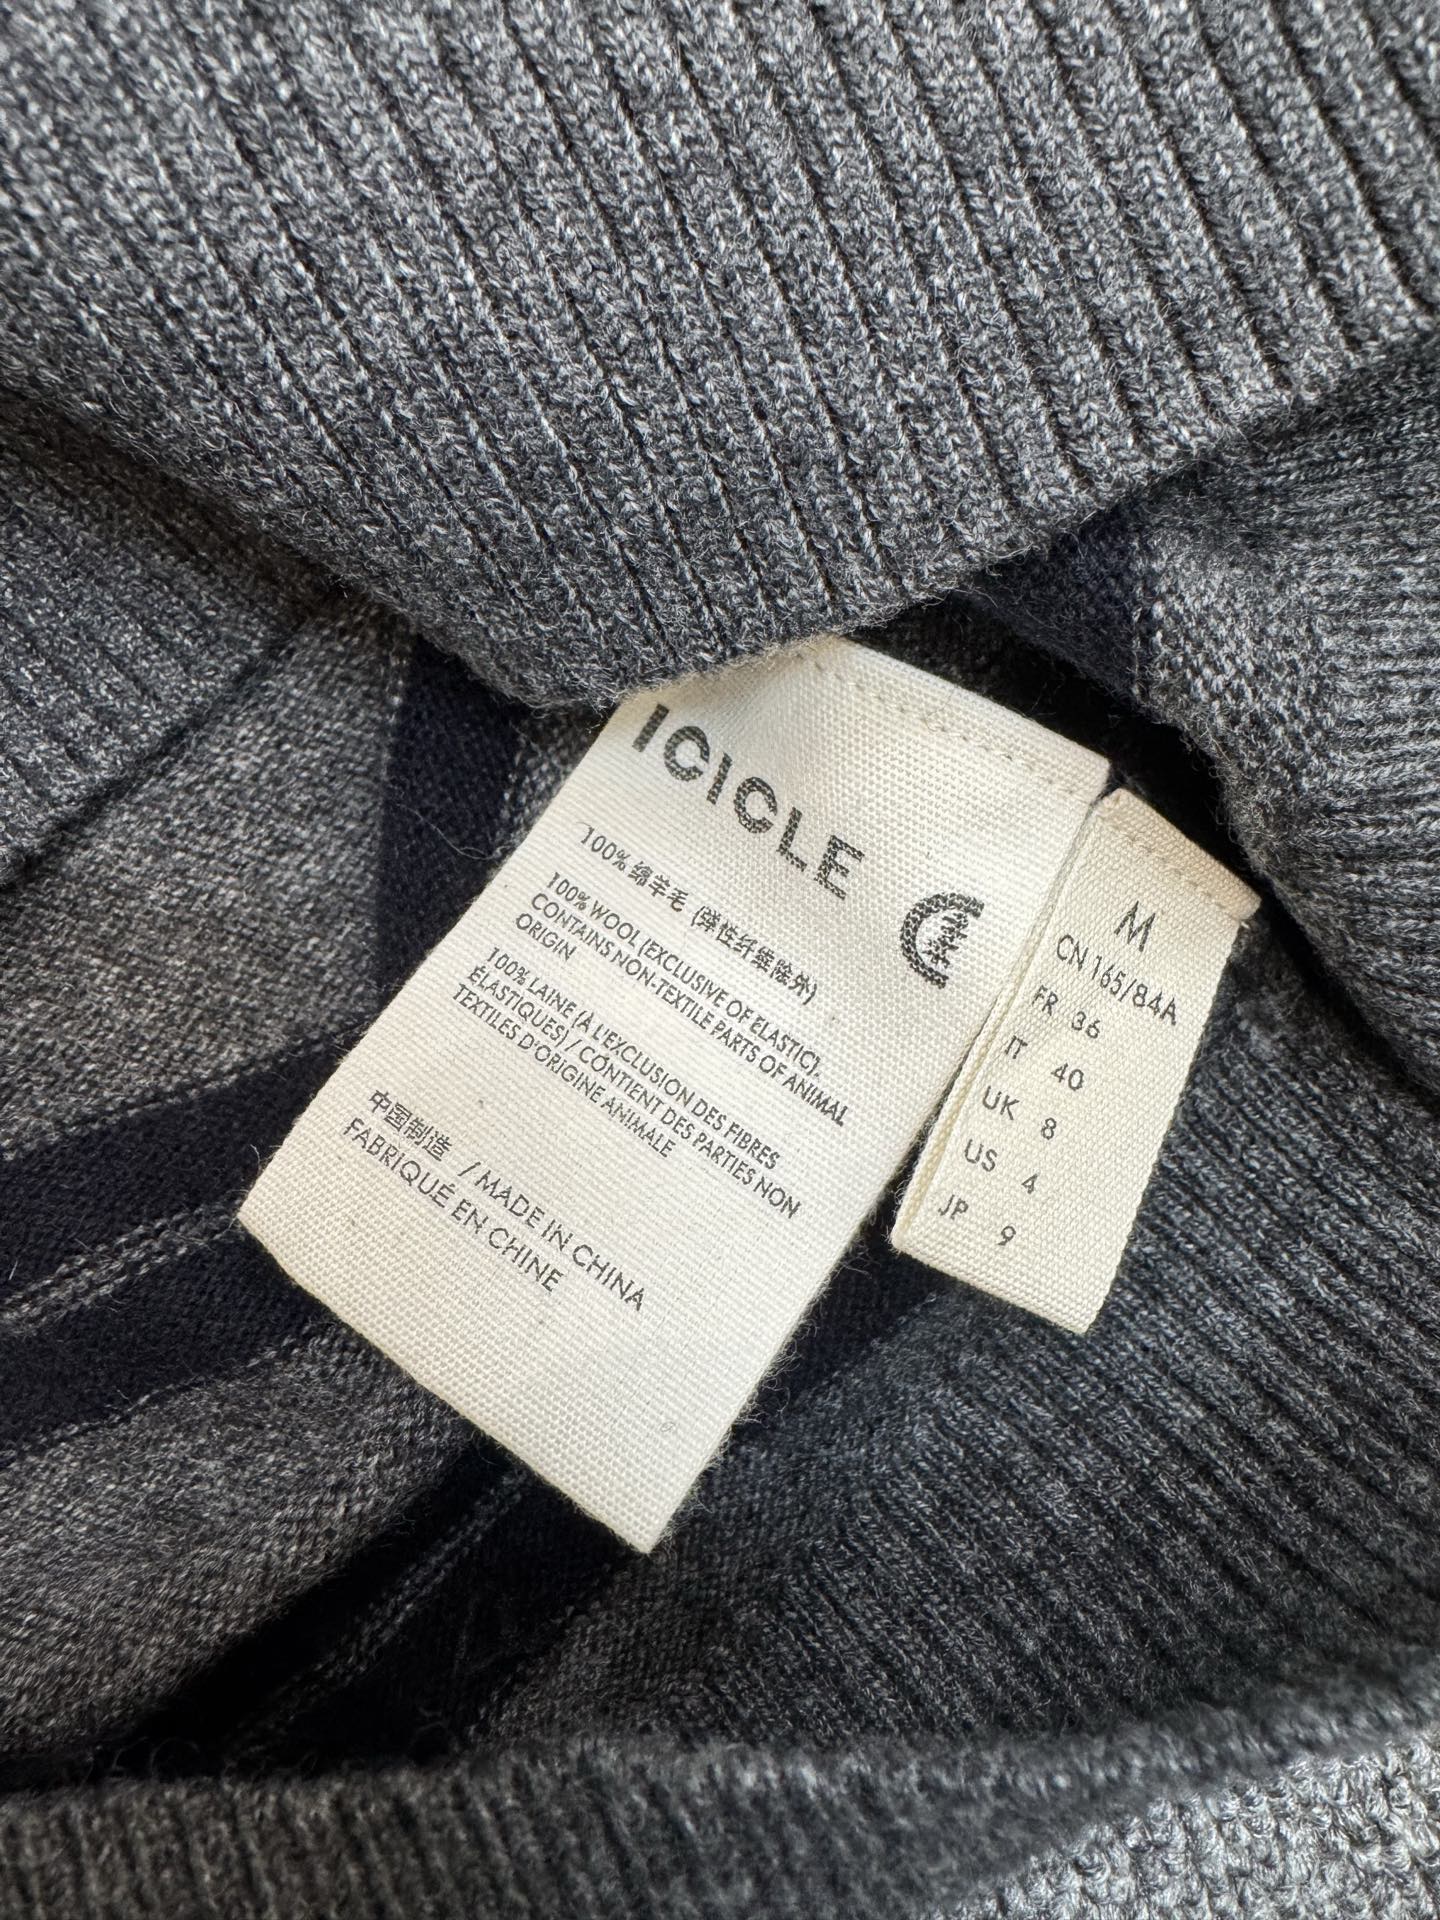 ICICLE
100% 绵羊毛 (弹性纤维除外)
100% WOOL (EXCLUSIVE OF ELASTIC).
CONTAINS NON-TEXTILE PARTS OF ANIMAL
ORIGIN
100% LAINE (À L'EXCLUSION DES FIBRES
ÉLASTIQUES) / CONTIENT DES PARTIES NON
TEXTILES D'ORIGINE ANIMALE
中国制造 / MADE IN CHINA
FABRIQUÉ EN CHINE
M
CN 165/84A
FR 36
IT 40
UK 8
US 4
JP 9